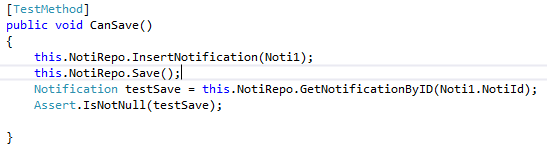 [TestMethod]
public void CanSave()
{
this.NotiRepo.InsertNotification(Noti1);
this.NotiRepo.Save();
Notification testSave = this.NotiRepo.GetNotificationByID(Noti1.NotiId);
Assert.IsNotNull(testSave);
}